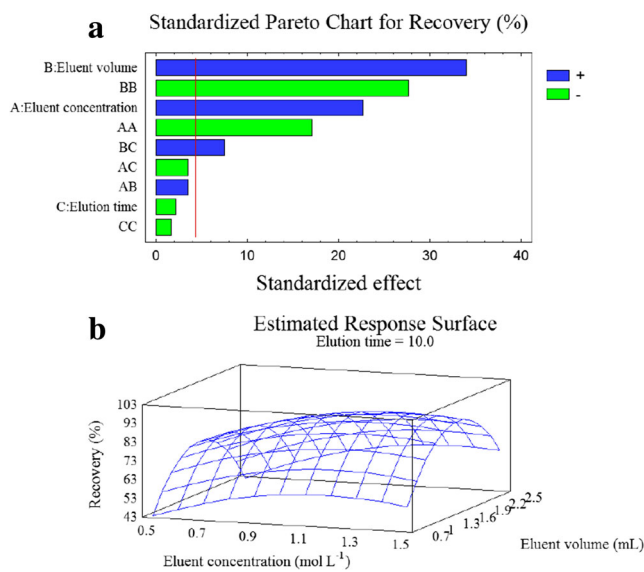 a
Standardized Pareto Chart for Recovery (%)
B:Eluent volume
BB
A:Eluent concentration
AA
BC
AC
AB
C:Elution time
CC
+
-
0 10 20 30 40
Standardized effect
b
Estimated Response Surface
Elution time = 10.0
Recovery (%)
103
93
83
73
63
53
43
0.5 0.7 0.9 1.1 1.3 1.5
Eluent concentration (mol L-1)
0.7 1 1.3 1.6 1.9 2.2 2.5
Eluent volume (mL)